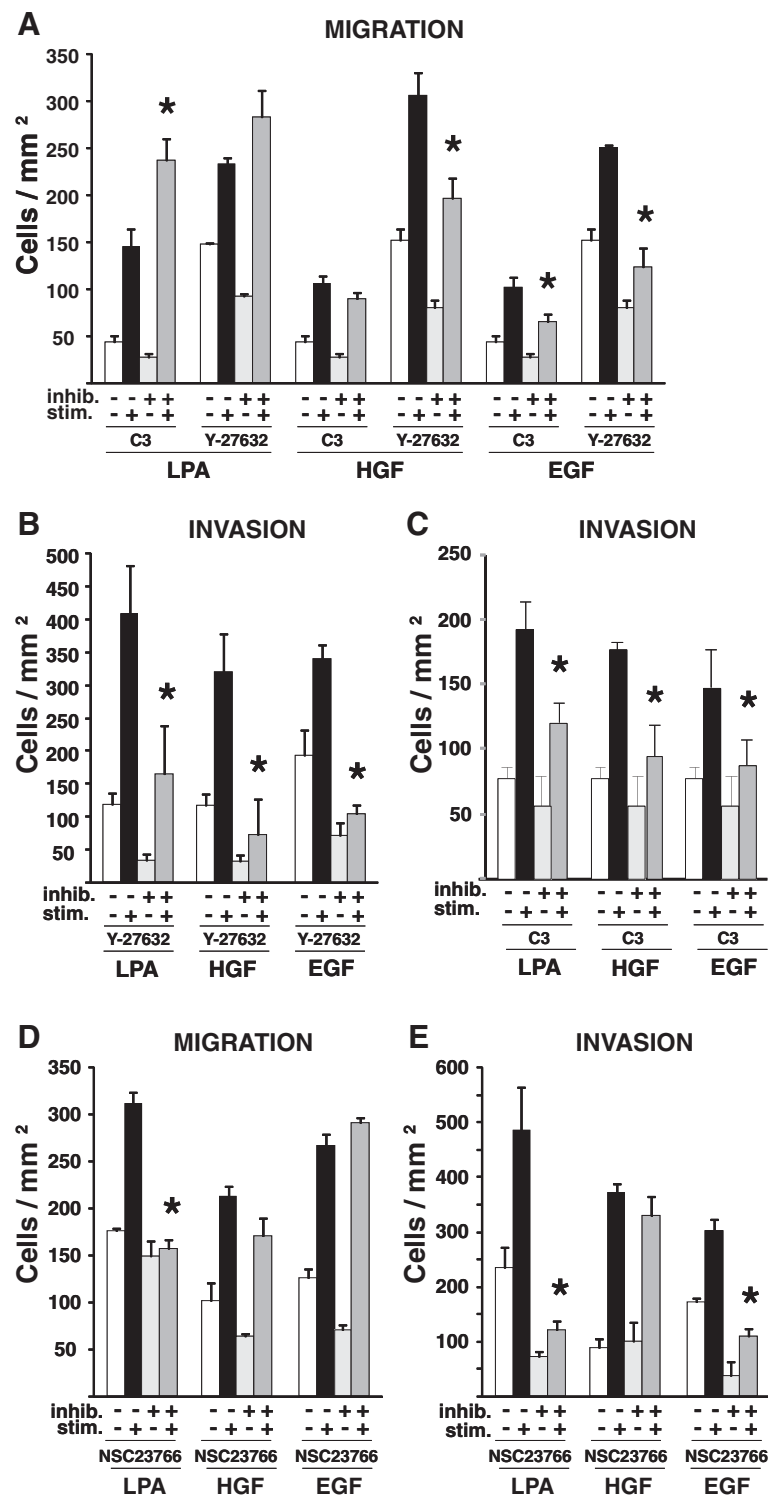 A
MIGRATION
Cells / mm 2
350
300
250
200
150
100
50
*
*
*
*
inhib. - - + + - - + + - - + + - - + + - - + + - - + +
stim. - + - + - + - + - + - + - + - + - + - + - + - +
C3 Y-27632 C3 Y-27632 C3 Y-27632
LPA HGF EGF
B
INVASION
Cells / mm 2
500
450
400
350
300
250
200
150
100
50
*
*
*
inhib. - - + + - - + + - - + +
stim. - + - + - + - + - + - +
Y-27632 Y-27632 Y-27632
LPA HGF EGF
C
INVASION
Cells / mm 2
250
200
150
100
50
*
*
*
inhib. - - + + - - + + - - + +
stim. - + - + - + - + - + - +
C3 C3 C3
LPA HGF EGF
D
MIGRATION
Cells / mm 2
350
300
250
200
150
100
50
*
inhib. - - + + - - + + - - + +
stim. - + - + - + - + - + - +
NSC23766 NSC23766 NSC23766
LPA HGF EGF
E
INVASION
Cells / mm 2
600
500
400
300
200
100
*
*
inhib. - - + + - - + + - - + +
stim. - + - + - + - + - + - +
NSC23766 NSC23766 NSC23766
LPA HGF EGF